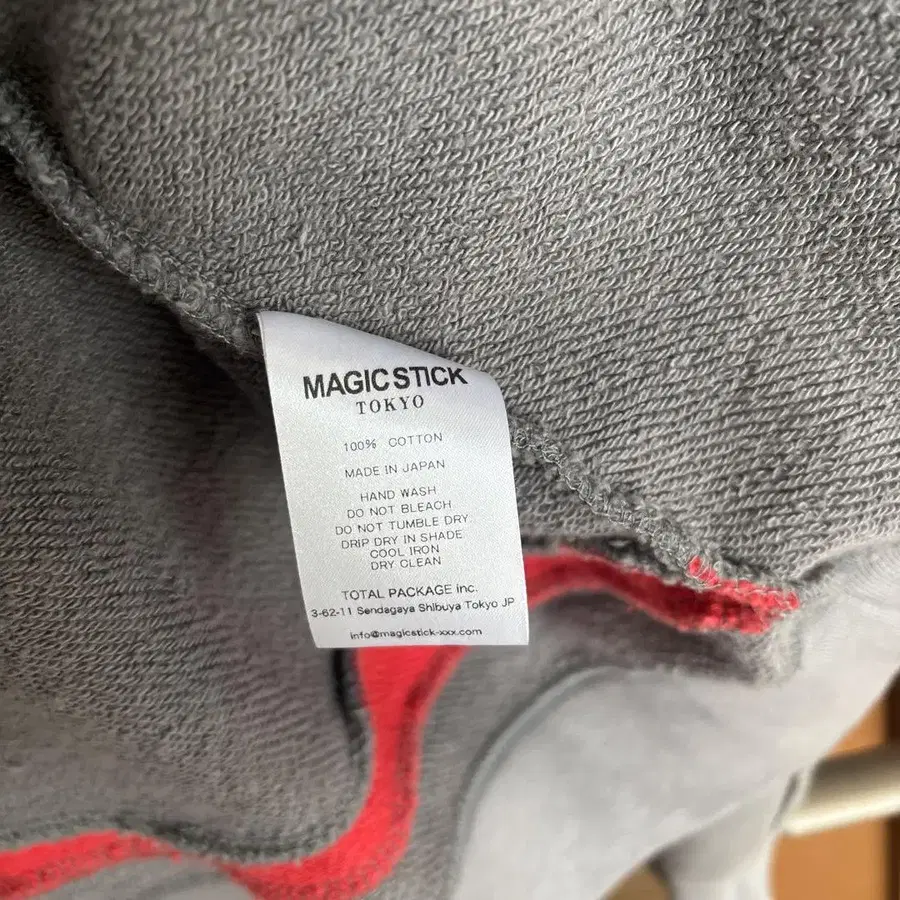 MAGIC STICK
TOKYO
100% COTTON
MADE IN JAPAN
HAND WASH
DO NOT BLEACH
DO NOT TUMBLE DRY
DRIP DRY IN SHADE
COOL IRON
DRY CLEAN
TOTAL PACKAGE inc.
3-62-11 Sendagaya Shibuya Tokyo JP
info@magicstick-xxx.com